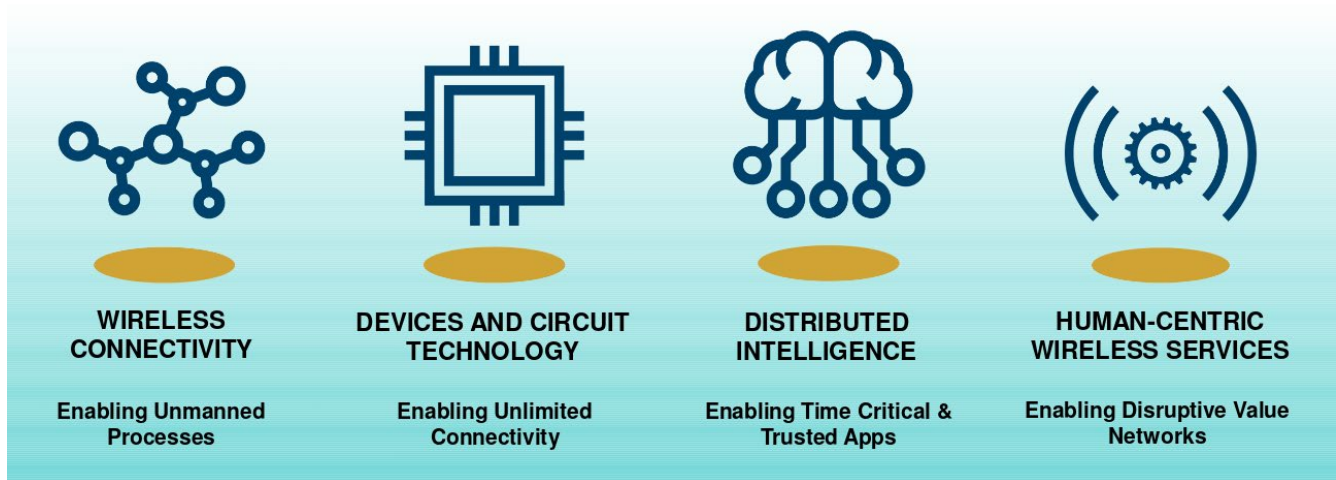 WIRELESS
CONNECTIVITY
Enabling Unmanned
Processes
DEVICES AND CIRCUIT
TECHNOLOGY
Enabling Unlimited
Connectivity
DISTRIBUTED
INTELLIGENCE
Enabling Time Critical &
Trusted Apps
HUMAN-CENTRIC
WIRELESS SERVICES
Enabling Disruptive Value
Networks